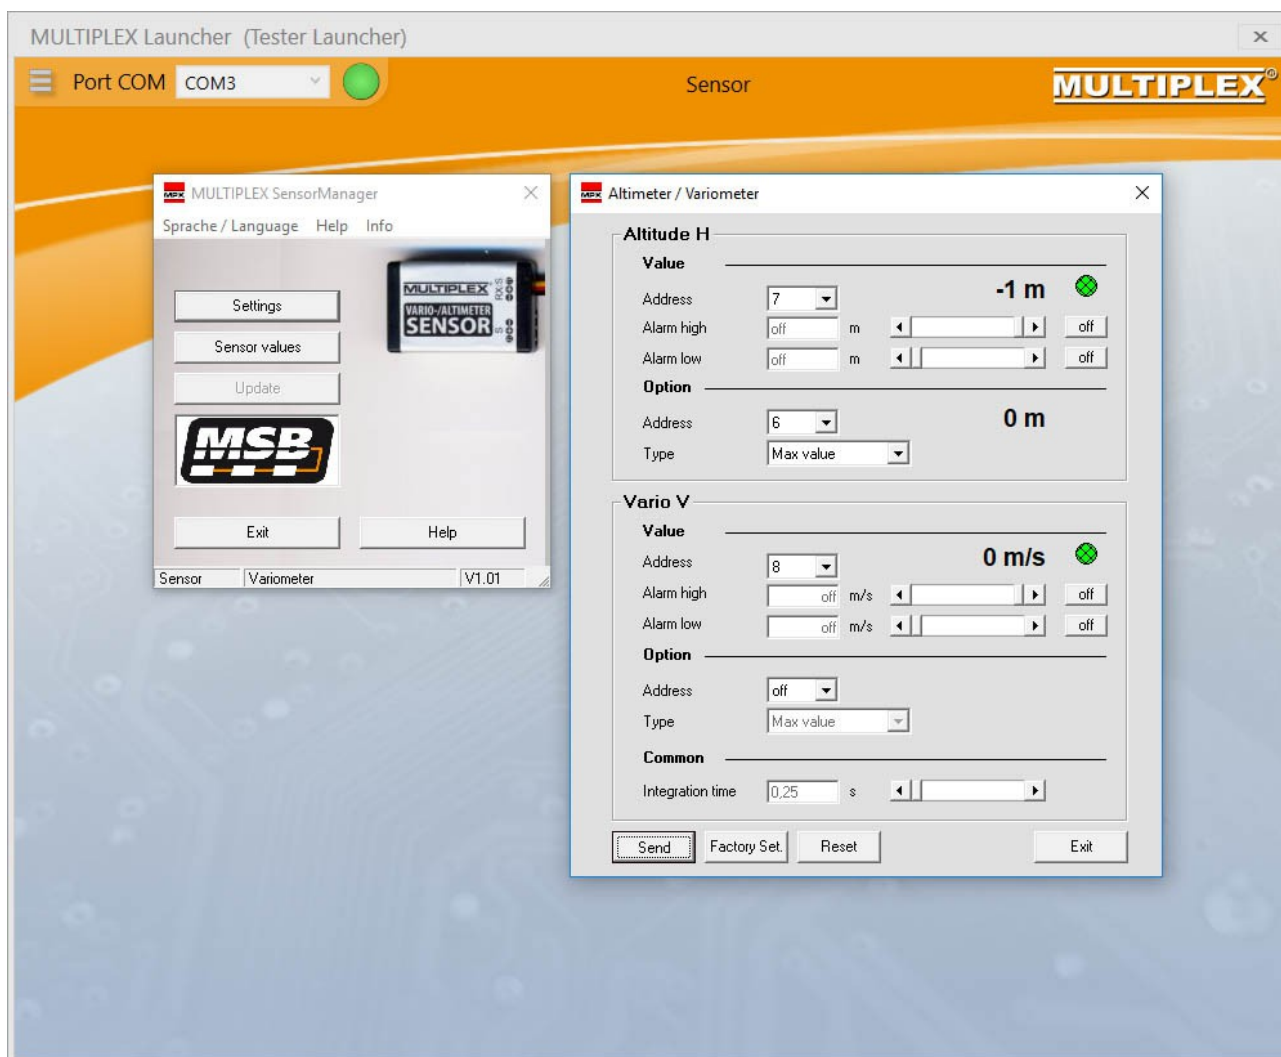 MULTIPLEX Launcher (Tester Launcher)
Port COM COM3
Sensor
MULTIPLEX®
MPX MULTIPLEX SensorManager
Sprache / Language Help Info
Settings
Sensor values
Update
MSB
Exit
Help
Sensor Variometer V1.01
MULTIPLEX
VARIO-/ALTIMETER
SENSOR
RX:S
S
MPX Altimeter / Variometer
Altitude H
Value
Address 7 -1 m
Alarm high off m off
Alarm low off m off
Option
Address 6 0 m
Type Max value
Vario V
Value
Address 8 0 m/s
Alarm high off m/s off
Alarm low off m/s off
Option
Address off
Type Max value
Common
Integration time 0,25 s
Send Factory Set. Reset Exit